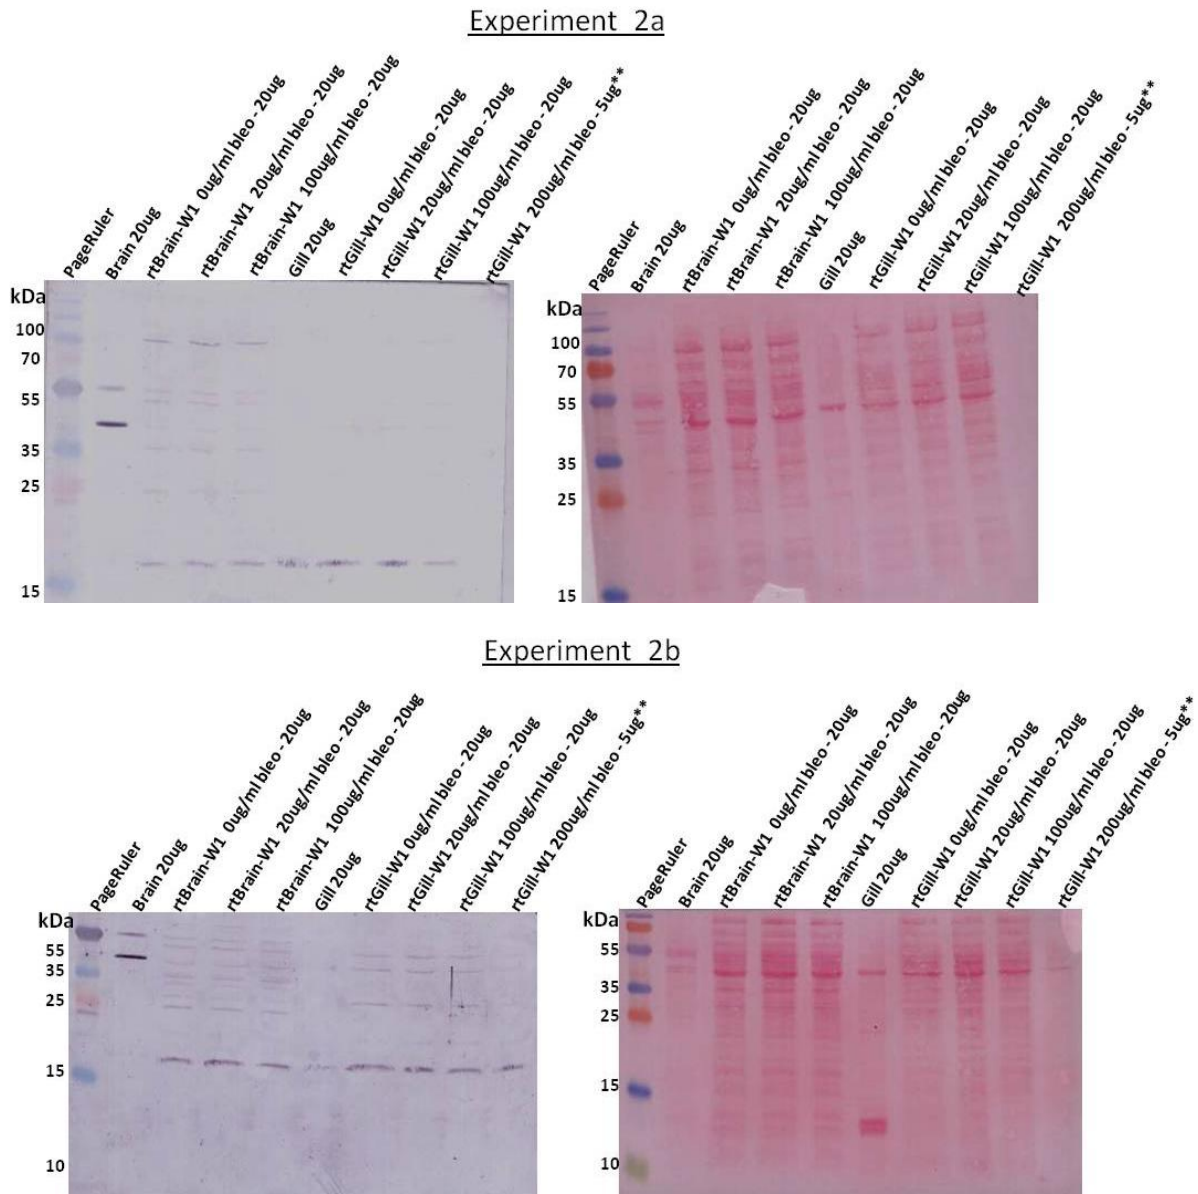 Experiment 2a
PageRuler
Brain 20ug
rtBrain-W1 0ug/ml bleo - 20ug
rtBrain-W1 20ug/ml bleo - 20ug
rtBrain-W1 100ug/ml bleo - 20ug
Gill 20ug
rtGill-W1 0ug/ml bleo - 20ug
rtGill-W1 20ug/ml bleo - 20ug
rtGill-W1 100ug/ml bleo - 20ug
rtGill-W1 200ug/ml bleo - 5ug**
kDa
100
70
55
35
25
15
PageRuler
Brain 20ug
rtBrain-W1 0ug/ml bleo - 20ug
rtBrain-W1 20ug/ml bleo - 20ug
rtBrain-W1 100ug/ml bleo - 20ug
Gill 20ug
rtGill-W1 0ug/ml bleo - 20ug
rtGill-W1 20ug/ml bleo - 20ug
rtGill-W1 100ug/ml bleo - 20ug
rtGill-W1 200ug/ml bleo - 5ug**
kDa
100
70
55
35
25
15
Experiment 2b
PageRuler
Brain 20ug
rtBrain-W1 0ug/ml bleo - 20ug
rtBrain-W1 20ug/ml bleo - 20ug
rtBrain-W1 100ug/ml bleo - 20ug
Gill 20ug
rtGill-W1 0ug/ml bleo - 20ug
rtGill-W1 20ug/ml bleo - 20ug
rtGill-W1 100ug/ml bleo - 20ug
rtGill-W1 200ug/ml bleo - 5ug**
kDa
55
35
25
15
10
PageRuler
Brain 20ug
rtBrain-W1 0ug/ml bleo - 20ug
rtBrain-W1 20ug/ml bleo - 20ug
rtBrain-W1 100ug/ml bleo - 20ug
Gill 20ug
rtGill-W1 0ug/ml bleo - 20ug
rtGill-W1 20ug/ml bleo - 20ug
rtGill-W1 100ug/ml bleo - 20ug
rtGill-W1 200ug/ml bleo - 5ug**
kDa
55
35
25
15
10